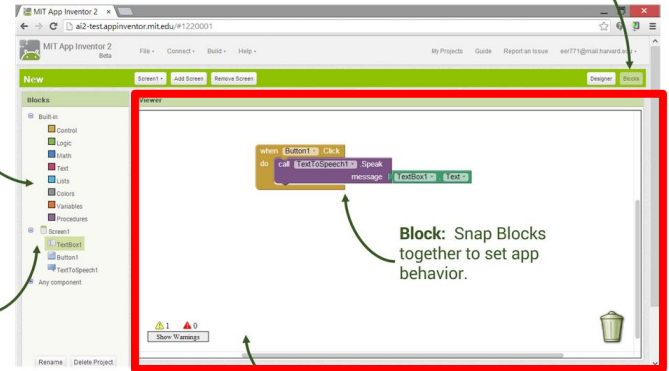 MIT App Inventor 2 ×
ai2-test.appinventor.mit.edu/#1220001
MIT App Inventor 2
Beta
File Connect Build Help My Projects Guide Report an Issue
New Screen1 Add Screen Remove Screen Designer Blocks
Blocks Viewer
Built-in
Control
Logic
Math
Text
Lists
Colors
Variables
Procedures
Screen1
TextBox1
Button1
TextToSpeech1
Any component
when Button1 .Click
do call TextToSpeech1 .Speak
message TextBox1 . Text
Block: Snap Blocks
together to set app
behavior.
1 0
Show Warnings
Rename Delete Project